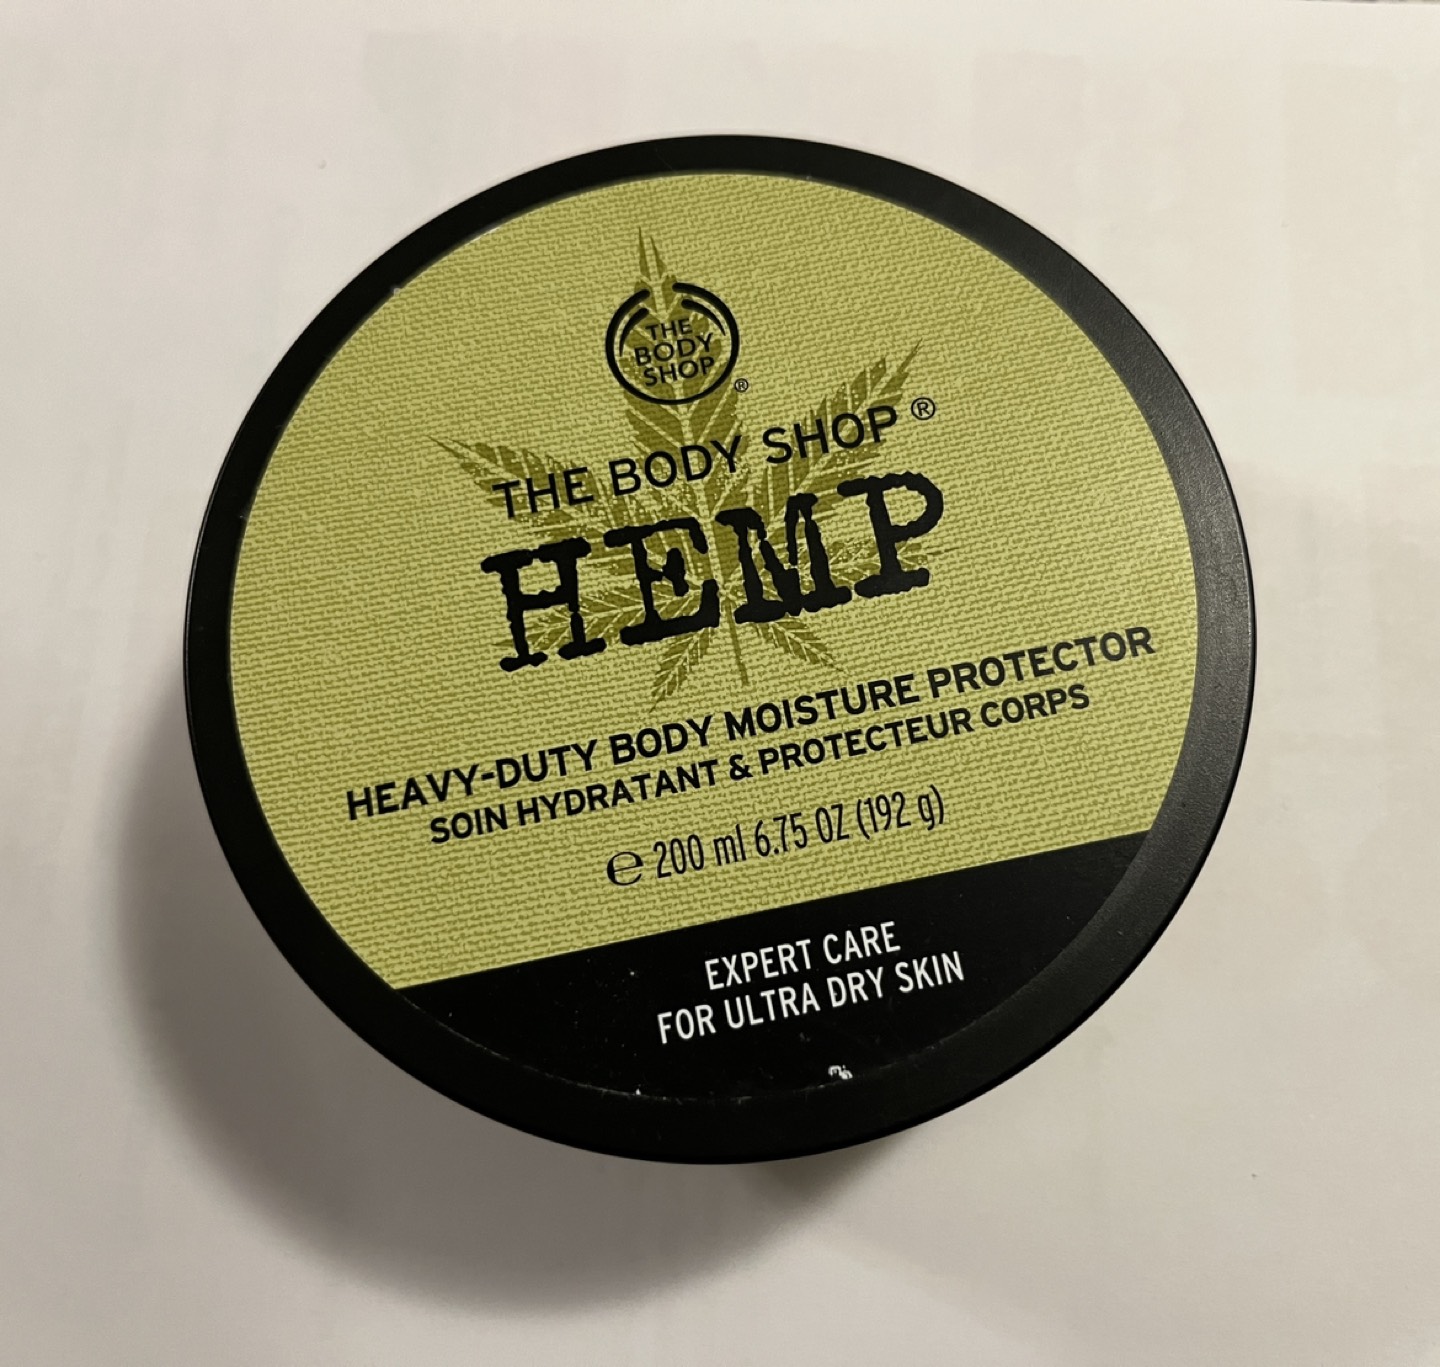 THE
BODY
SHOP
®
THE BODY SHOP®
HEMP
HEAVY-DUTY BODY MOISTURE PROTECTOR
SOIN HYDRATANT & PROTECTEUR CORPS
℮ 200 ml 6.75 OZ (192 g)
EXPERT CARE
FOR ULTRA DRY SKIN